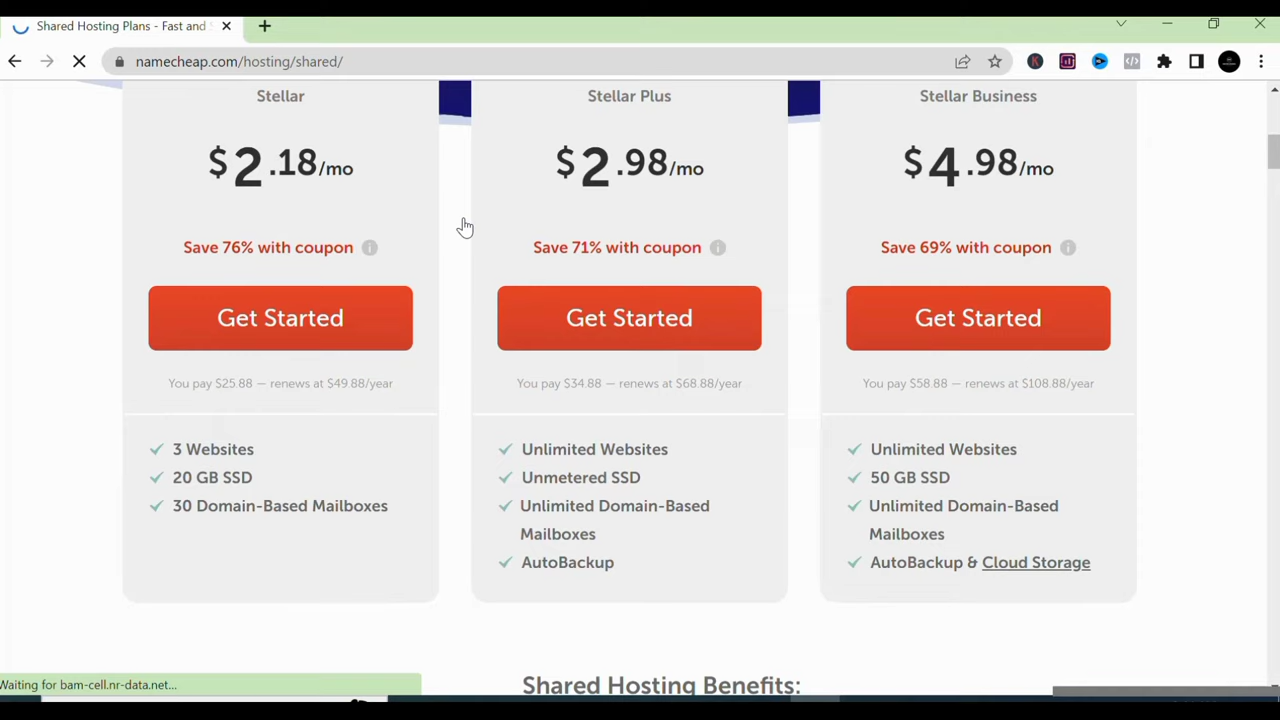 Shared Hosting Plans - Fast and
namecheap.com/hosting/shared/
Stellar
$2.18/mo
Save 76% with coupon
Get Started
You pay $25.88 — renews at $49.88/year
3 Websites
20 GB SSD
30 Domain-Based Mailboxes
Stellar Plus
$2.98/mo
Save 71% with coupon
Get Started
You pay $34.88 — renews at $68.88/year
Unlimited Websites
Unmetered SSD
Unlimited Domain-Based
Mailboxes
AutoBackup
Stellar Business
$4.98/mo
Save 69% with coupon
Get Started
You pay $58.88 — renews at $108.88/year
Unlimited Websites
50 GB SSD
Unlimited Domain-Based
Mailboxes
AutoBackup & Cloud Storage
Shared Hosting Benefits:
Waiting for bam-cell.nr-data.net...